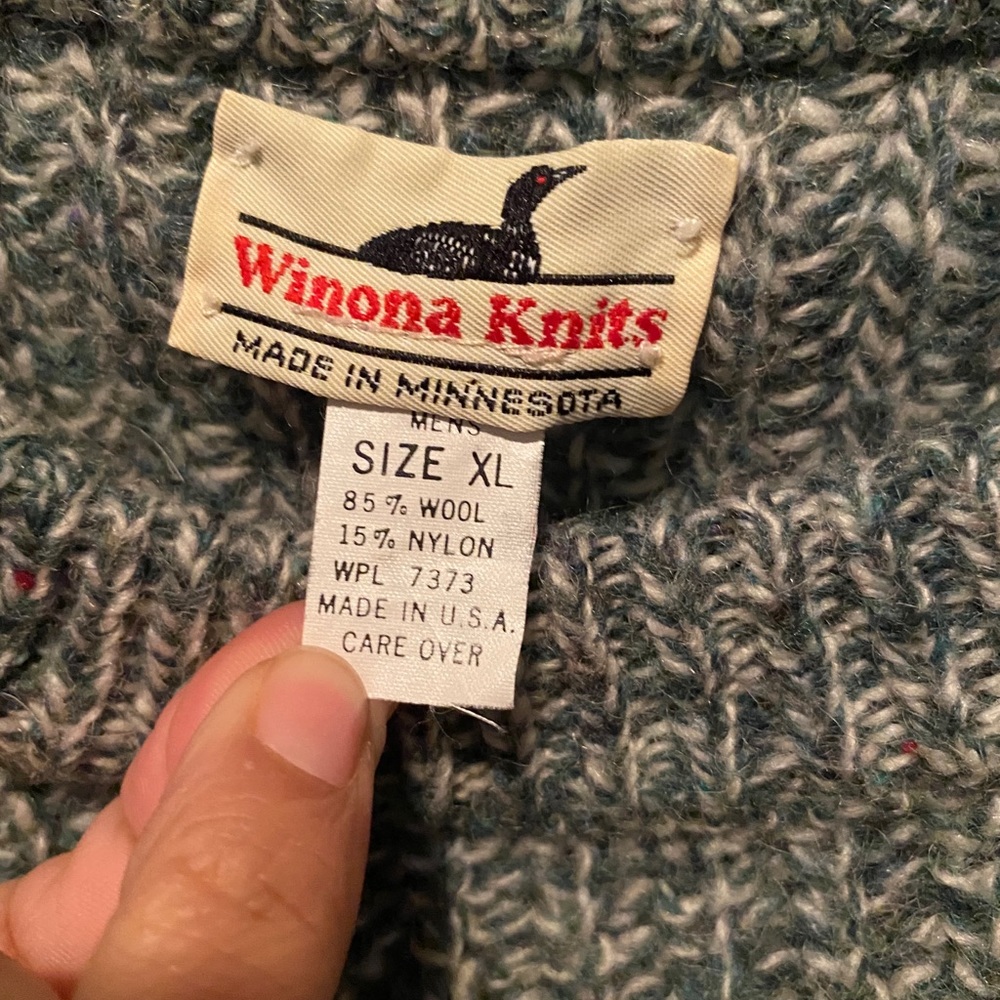 Winona Knits
MADE IN MINNESOTA
MENS
SIZE XL
85% WOOL
15% NYLON
WPL 7373
MADE IN U.S.A.
CARE OVER